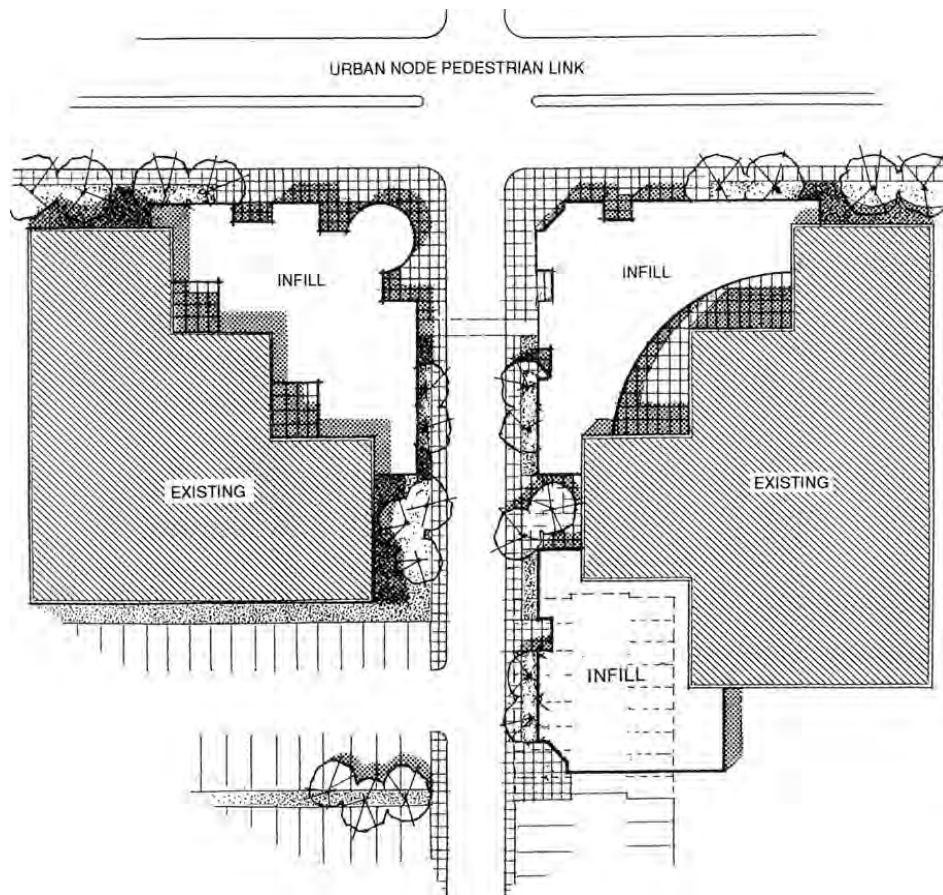 URBAN NODE PEDESTRIAN LINK
INFILL
INFILL
EXISTING
EXISTING
INFILL